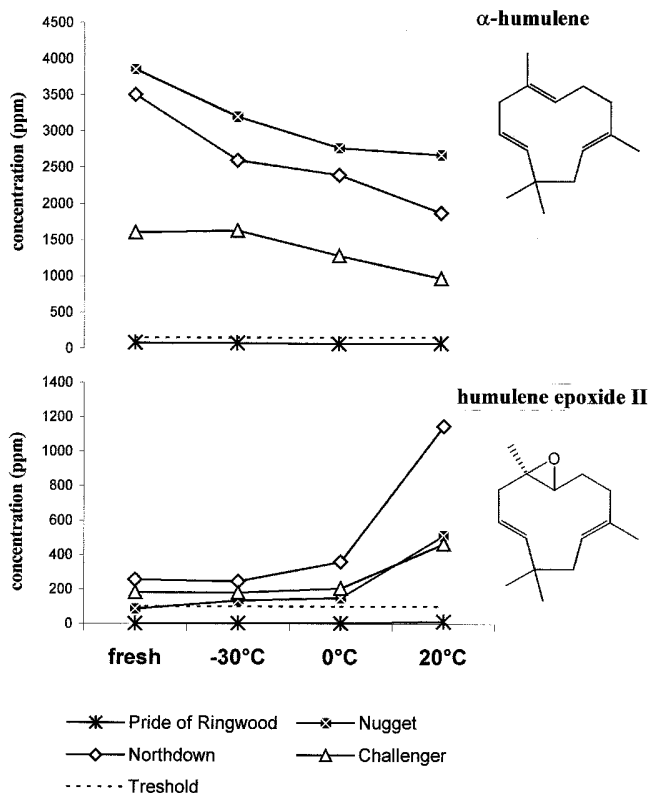 α-humulene
4500
4000
3500
3000
2500
2000
1500
1000
500
0
concentration (ppm)
humulene epoxide II
1400
1200
1000
800
600
400
200
0
concentration (ppm)
O
fresh -30°C 0°C 20°C
Pride of Ringwood Nugget
Northdown Challenger
Treshold